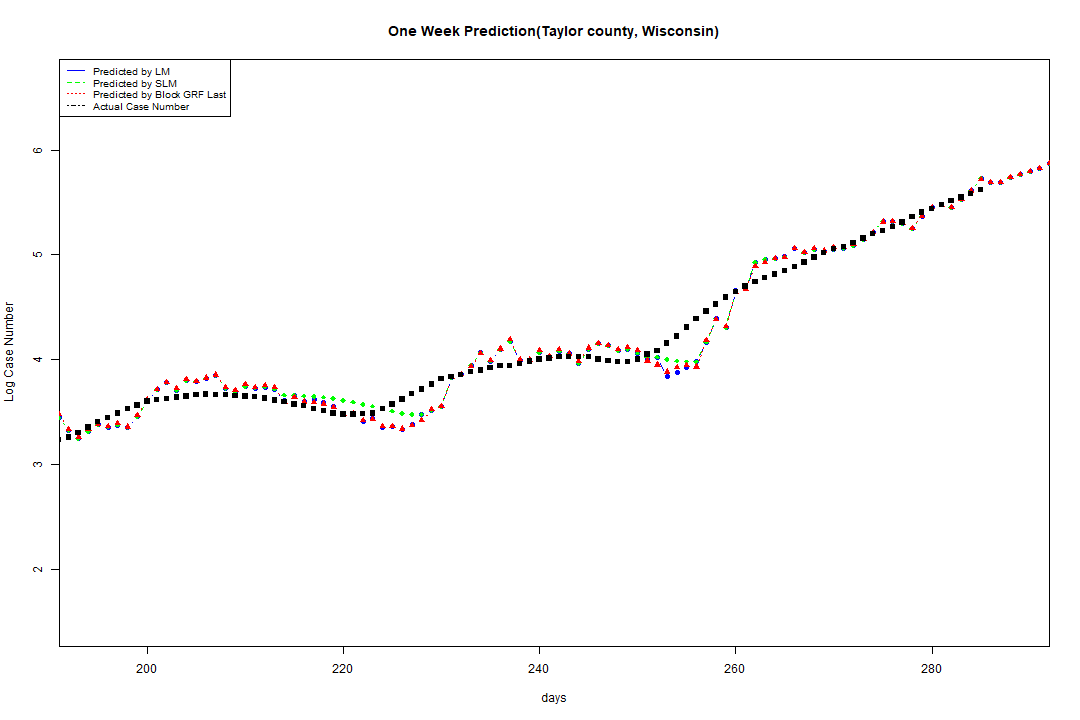 One Week Prediction(Taylor county, Wisconsin)
Predicted by LM
Predicted by SLM
Predicted by Block GRF Last
Actual Case Number
Log Case Number
6
5
4
3
2
200 220 240 260 280
days